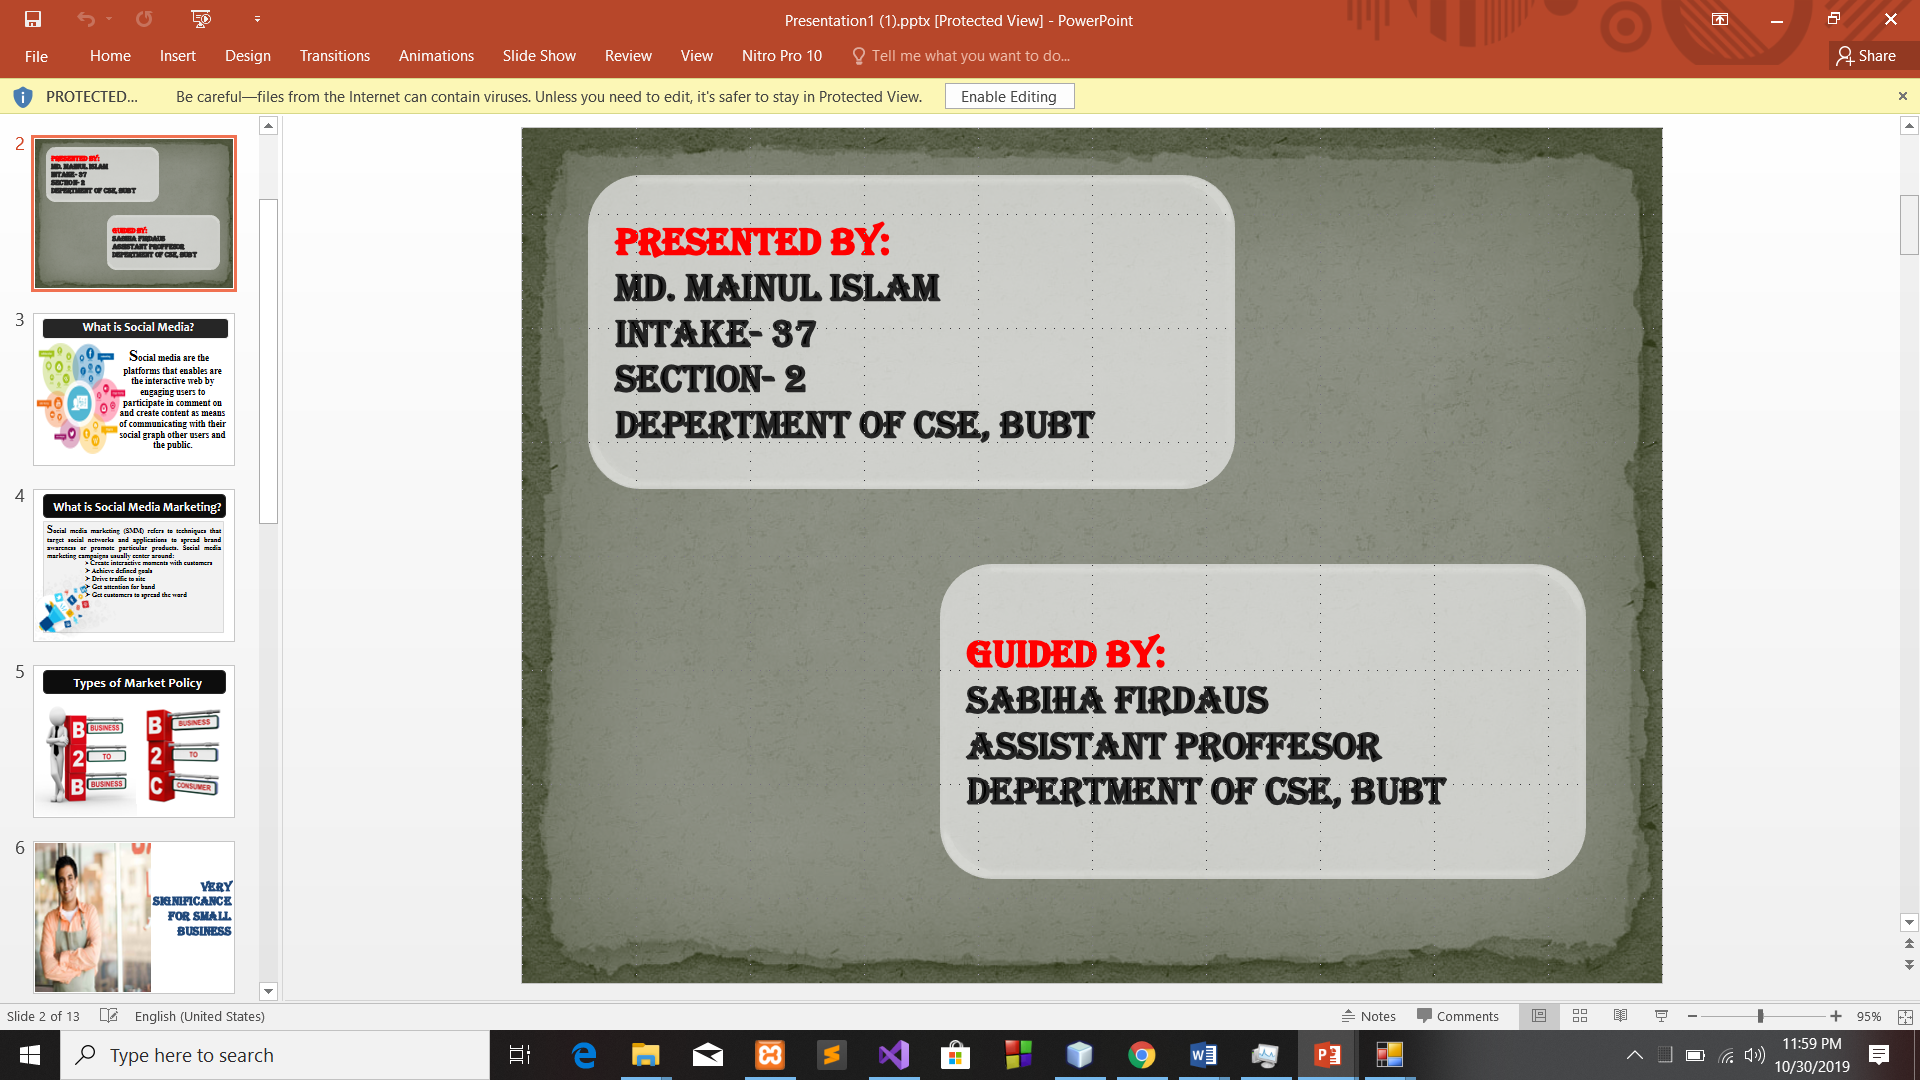 Presentation1 (1).pptx [Protected View] - PowerPoint
File Home Insert Design Transitions Animations Slide Show Review View Nitro Pro 10 Tell me what you want to do... Share
PROTECTED... Be careful—files from the Internet can contain viruses. Unless you need to edit, it's safer to stay in Protected View. Enable Editing
2
PRESENTED BY:
MD. MAINUL ISLAM
INTAKE- 37
SECTION- 2
DEPERTMENT OF CSE, BUBT
GUIDED BY:
SABIHA FIRDAUS
ASSISTANT PROFFESOR
DEPERTMENT OF CSE, BUBT
3
What is Social Media?
Social media are the
platforms that enables are
the interactive web by
engaging users to
participate in comment on
and create content as means
of communicating with their
social graph other users and
the public.
4
What is Social Media Marketing?
Social media marketing (SMM) refers to techniques that
target social networks and applications to spread brand
awareness or promote particular products. Social media
marketing campaigns usually center around:
➢ Create interactive moments with customers
➢ Achieve defined goals
➢ Drive traffic to site
➢ Get attention for band
➢ Get customers to spread the word
5
Types of Market Policy
B BUSINESS
2 TO
B BUSINESS
B BUSINESS
2 TO
C CONSUMER
6
VERY
SIGNIFICANCE
FOR SMALL
BUSINESS
PRESENTED BY:
MD. MAINUL ISLAM
INTAKE- 37
SECTION- 2
DEPERTMENT OF CSE, BUBT
GUIDED BY:
SABIHA FIRDAUS
ASSISTANT PROFFESOR
DEPERTMENT OF CSE, BUBT
Slide 2 of 13 English (United States) Notes Comments 95%
Type here to search
11:59 PM
10/30/2019